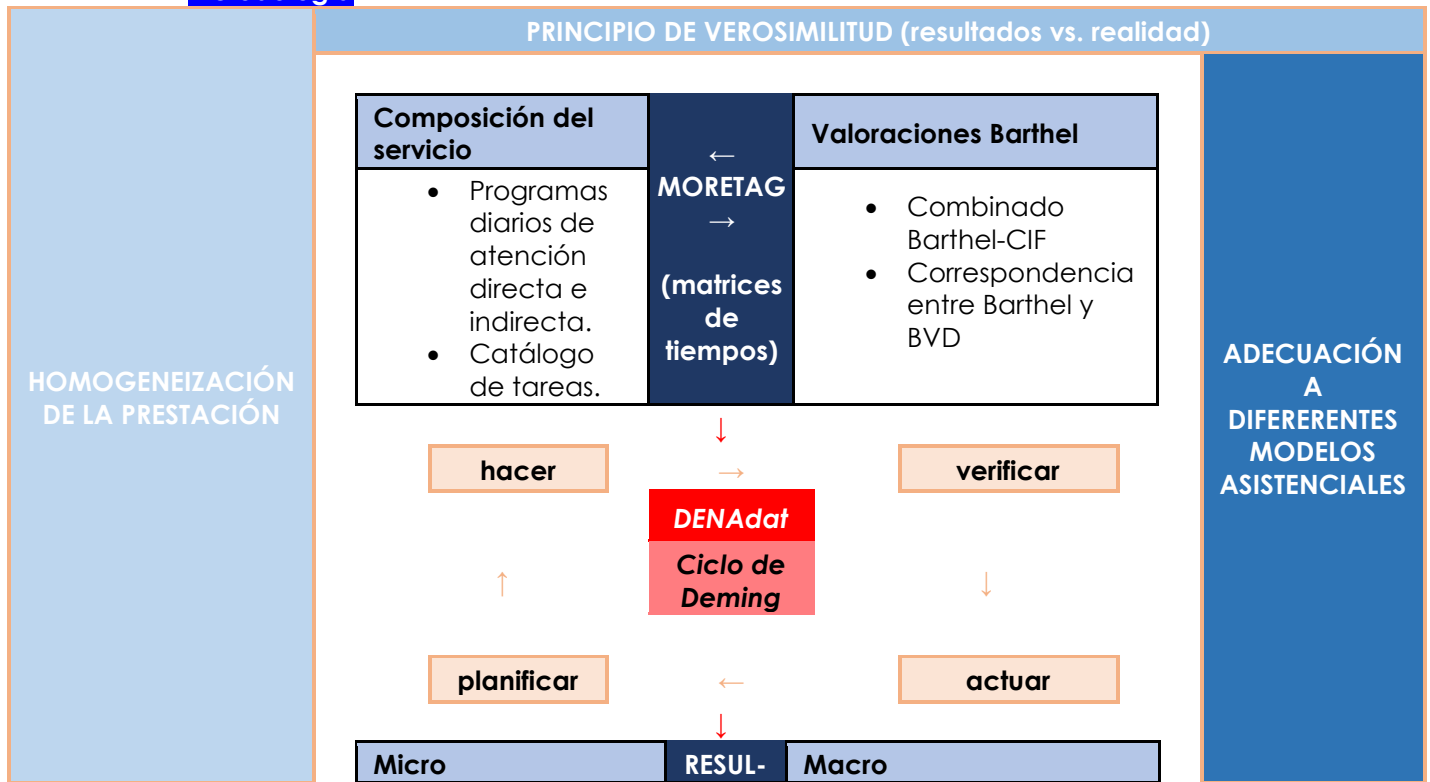 PRINCIPIO DE VEROSIMILITUD (resultados vs. realidad)
HOMOGENEIZACIÓN
DE LA PRESTACIÓN
Composición del
servicio
• Programas
diarios de
atención
directa e
indirecta.
• Catálogo
de tareas.
←
MORETAG
→
(matrices
de
tiempos)
Valoraciones Barthel
• Combinado
Barthel-CIF
• Correspondencia
entre Barthel y
BVD
ADECUACIÓN
A
DIFERERENTES
MODELOS
ASISTENCIALES
↓
hacer → verificar
DENAdat
↑ Ciclo de ↓
Deming
planificar ← actuar
↓
Micro
RESUL-
Macro